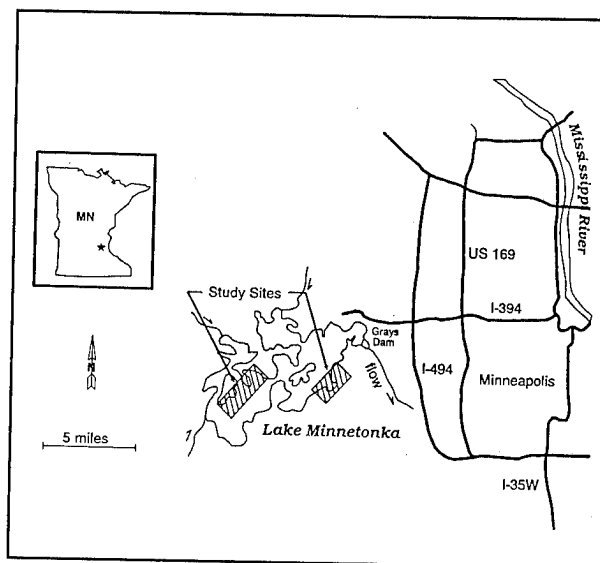 Mississippi River
MN
US 169
Study Sites
I-394
Grays
Dam
I-494
flow
Minneapolis
Lake Minnetonka
N
5 miles
I-35W